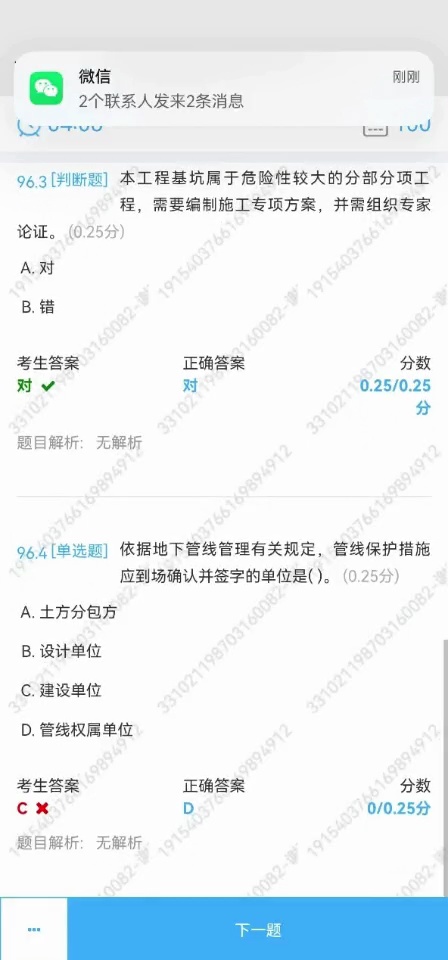 微信
刚刚
2个联系人发来2条消息
96.3 [判断题] 本工程基坑属于危险性较大的分部分项工
程，需要编制施工专项方案，并需组织专家
论证。(0.25分)
A. 对
B. 错
考生答案 正确答案 分数
对 对 0.25/0.25
分
题目解析: 无解析
96.4 [单选题] 依据地下管线管理有关规定，管线保护措施
应到场确认并签字的单位是( )。(0.25分)
A. 土方分包方
B. 设计单位
C. 建设单位
D. 管线权属单位
考生答案 正确答案 分数
C D 0/0.25分
题目解析: 无解析
下一题